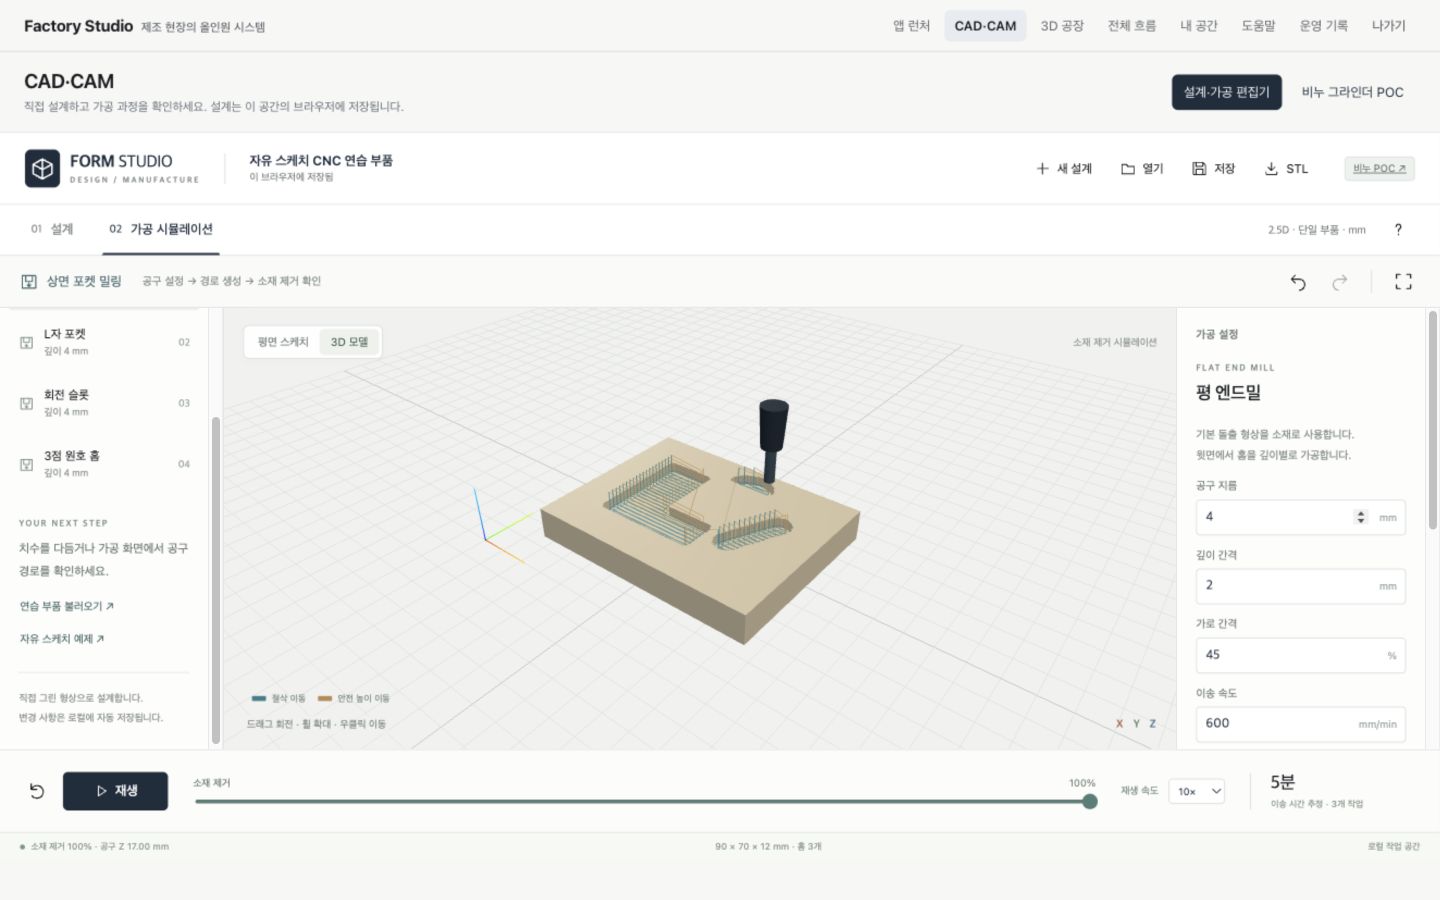 Factory Studio 제조 현장의 올인원 시스템
앱 런처 CAD·CAM 3D 공장 전체 흐름 내 공간 도움말 운영 기록 나가기
CAD·CAM
직접 설계하고 가공 과정을 확인하세요. 설계는 이 공간의 브라우저에 저장됩니다.
설계·가공 편집기 비누 그라인더 POC
FORM STUDIO
DESIGN / MANUFACTURE
자유 스케치 CNC 연습 부품
이 브라우저에 저장됨
새 설계 열기 저장 STL 비누 POC ↗
01 설계 02 가공 시뮬레이션
2.5D · 단일 부품 · mm ?
상면 포켓 밀링 공구 설정 → 경로 생성 → 소재 제거 확인
L자 포켓 02
깊이 4 mm
회전 슬롯 03
깊이 4 mm
3점 원호 홈 04
깊이 4 mm
YOUR NEXT STEP
치수를 다듬거나 가공 화면에서 공구
경로를 확인하세요.
연습 부품 불러오기 ↗
자유 스케치 예제 ↗
직접 그린 형상으로 설계합니다.
변경 사항은 로컬에 자동 저장됩니다.
평면 스케치 3D 모델
소재 제거 시뮬레이션
절삭 이동 안전 높이 이동
드래그 회전 · 휠 확대 · 우클릭 이동
X Y Z
가공 설정
FLAT END MILL
평 엔드밀
기본 돌출 형상을 소재로 사용합니다.
윗면에서 홈을 깊이별로 가공합니다.
공구 지름
4 mm
깊이 간격
2 mm
가로 간격
45 %
이송 속도
600 mm/min
재생
소재 제거 100%
재생 속도 10×
5분
이송 시간 추정 · 3개 작업
소재 제거 100% · 공구 Z 17.00 mm
90 × 70 × 12 mm · 홈 3개
로컬 작업 공간